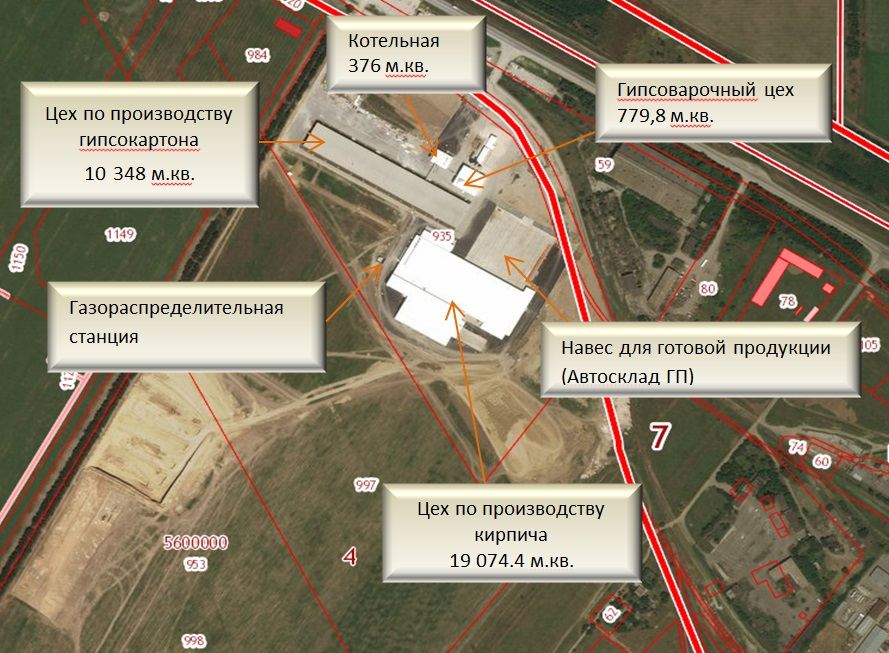 920
984
Котельная
376 м.кв.
Гипсоварочный цех
779,8 м.кв.
Цех по производству
гипсокартона
10 348 м.кв.
59
1149
1150
935
80
78
Газораспределительная
станция
Навес для готовой продукции
(Автосклад ГП)
105
7
74
60
997
Цех по производству
кирпича
19 074.4 м.кв.
5600000
953
4
62
998